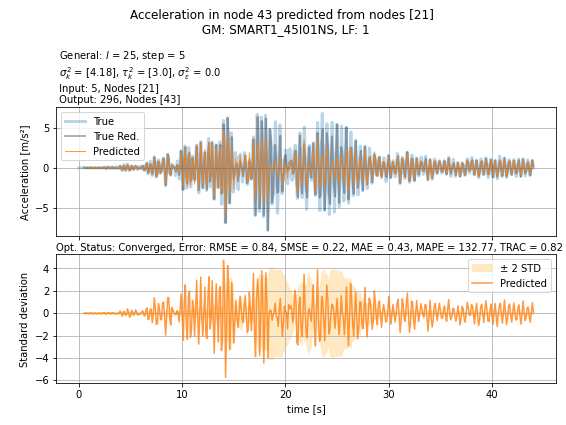 Acceleration in node 43 predicted from nodes [21]
GM: SMART1_45I01NS, LF: 1
General: l = 25, step = 5
σ²ₖ = [4.18], τ²ₖ = [3.0], σ²ε = 0.0
Input: 5, Nodes [21]
Output: 296, Nodes [43]
True
True Red.
Predicted
Acceleration [m/s²]
5
0
−5
Opt. Status: Converged, Error: RMSE = 0.84, SMSE = 0.22, MAE = 0.43, MAPE = 132.77, TRAC = 0.82
± 2 STD
Predicted
Standard deviation
4
2
0
−2
−4
−6
0 10 20 30 40
time [s]